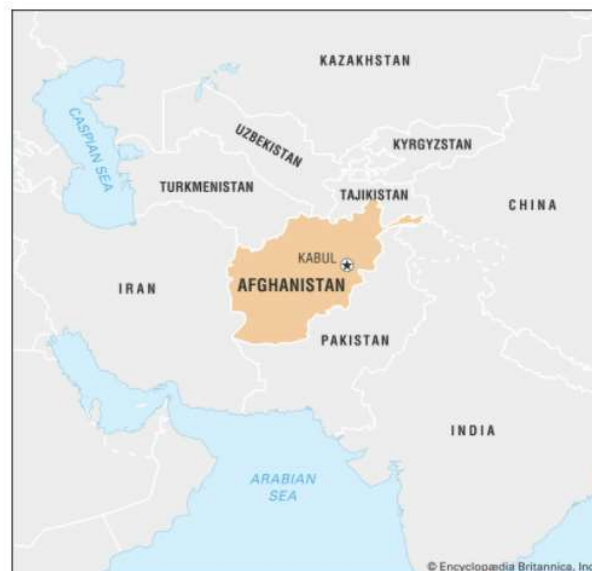 KAZAKHSTAN
CASPIAN SEA
UZBEKISTAN
KYRGYZSTAN
TURKMENISTAN
TAJIKISTAN
CHINA
KABUL
IRAN
AFGHANISTAN
PAKISTAN
INDIA
ARABIAN
SEA
© Encyclopædia Britannica, Inc